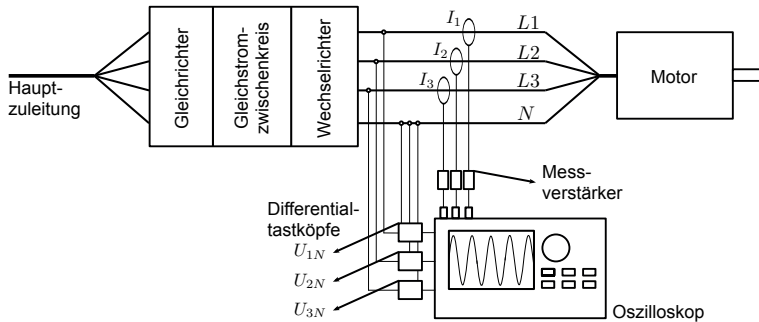 I1
L1
I2
L2
I3
L3
N
Haupt-
zuleitung
Gleichrichter
Gleichstrom-
zwischenkreis
Wechselrichter
Motor
Mess-
verstärker
Differential-
tastköpfe
U1N
U2N
U3N
Oszilloskop